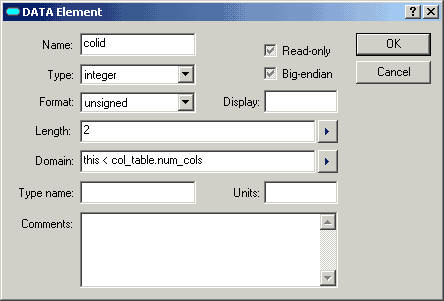 DATA Element
Name: colid Read-only OK
Type: integer Big-endian Cancel
Format: unsigned Display:
Length: 2
Domain: this < col_table.num_cols
Type name: Units:
Comments: